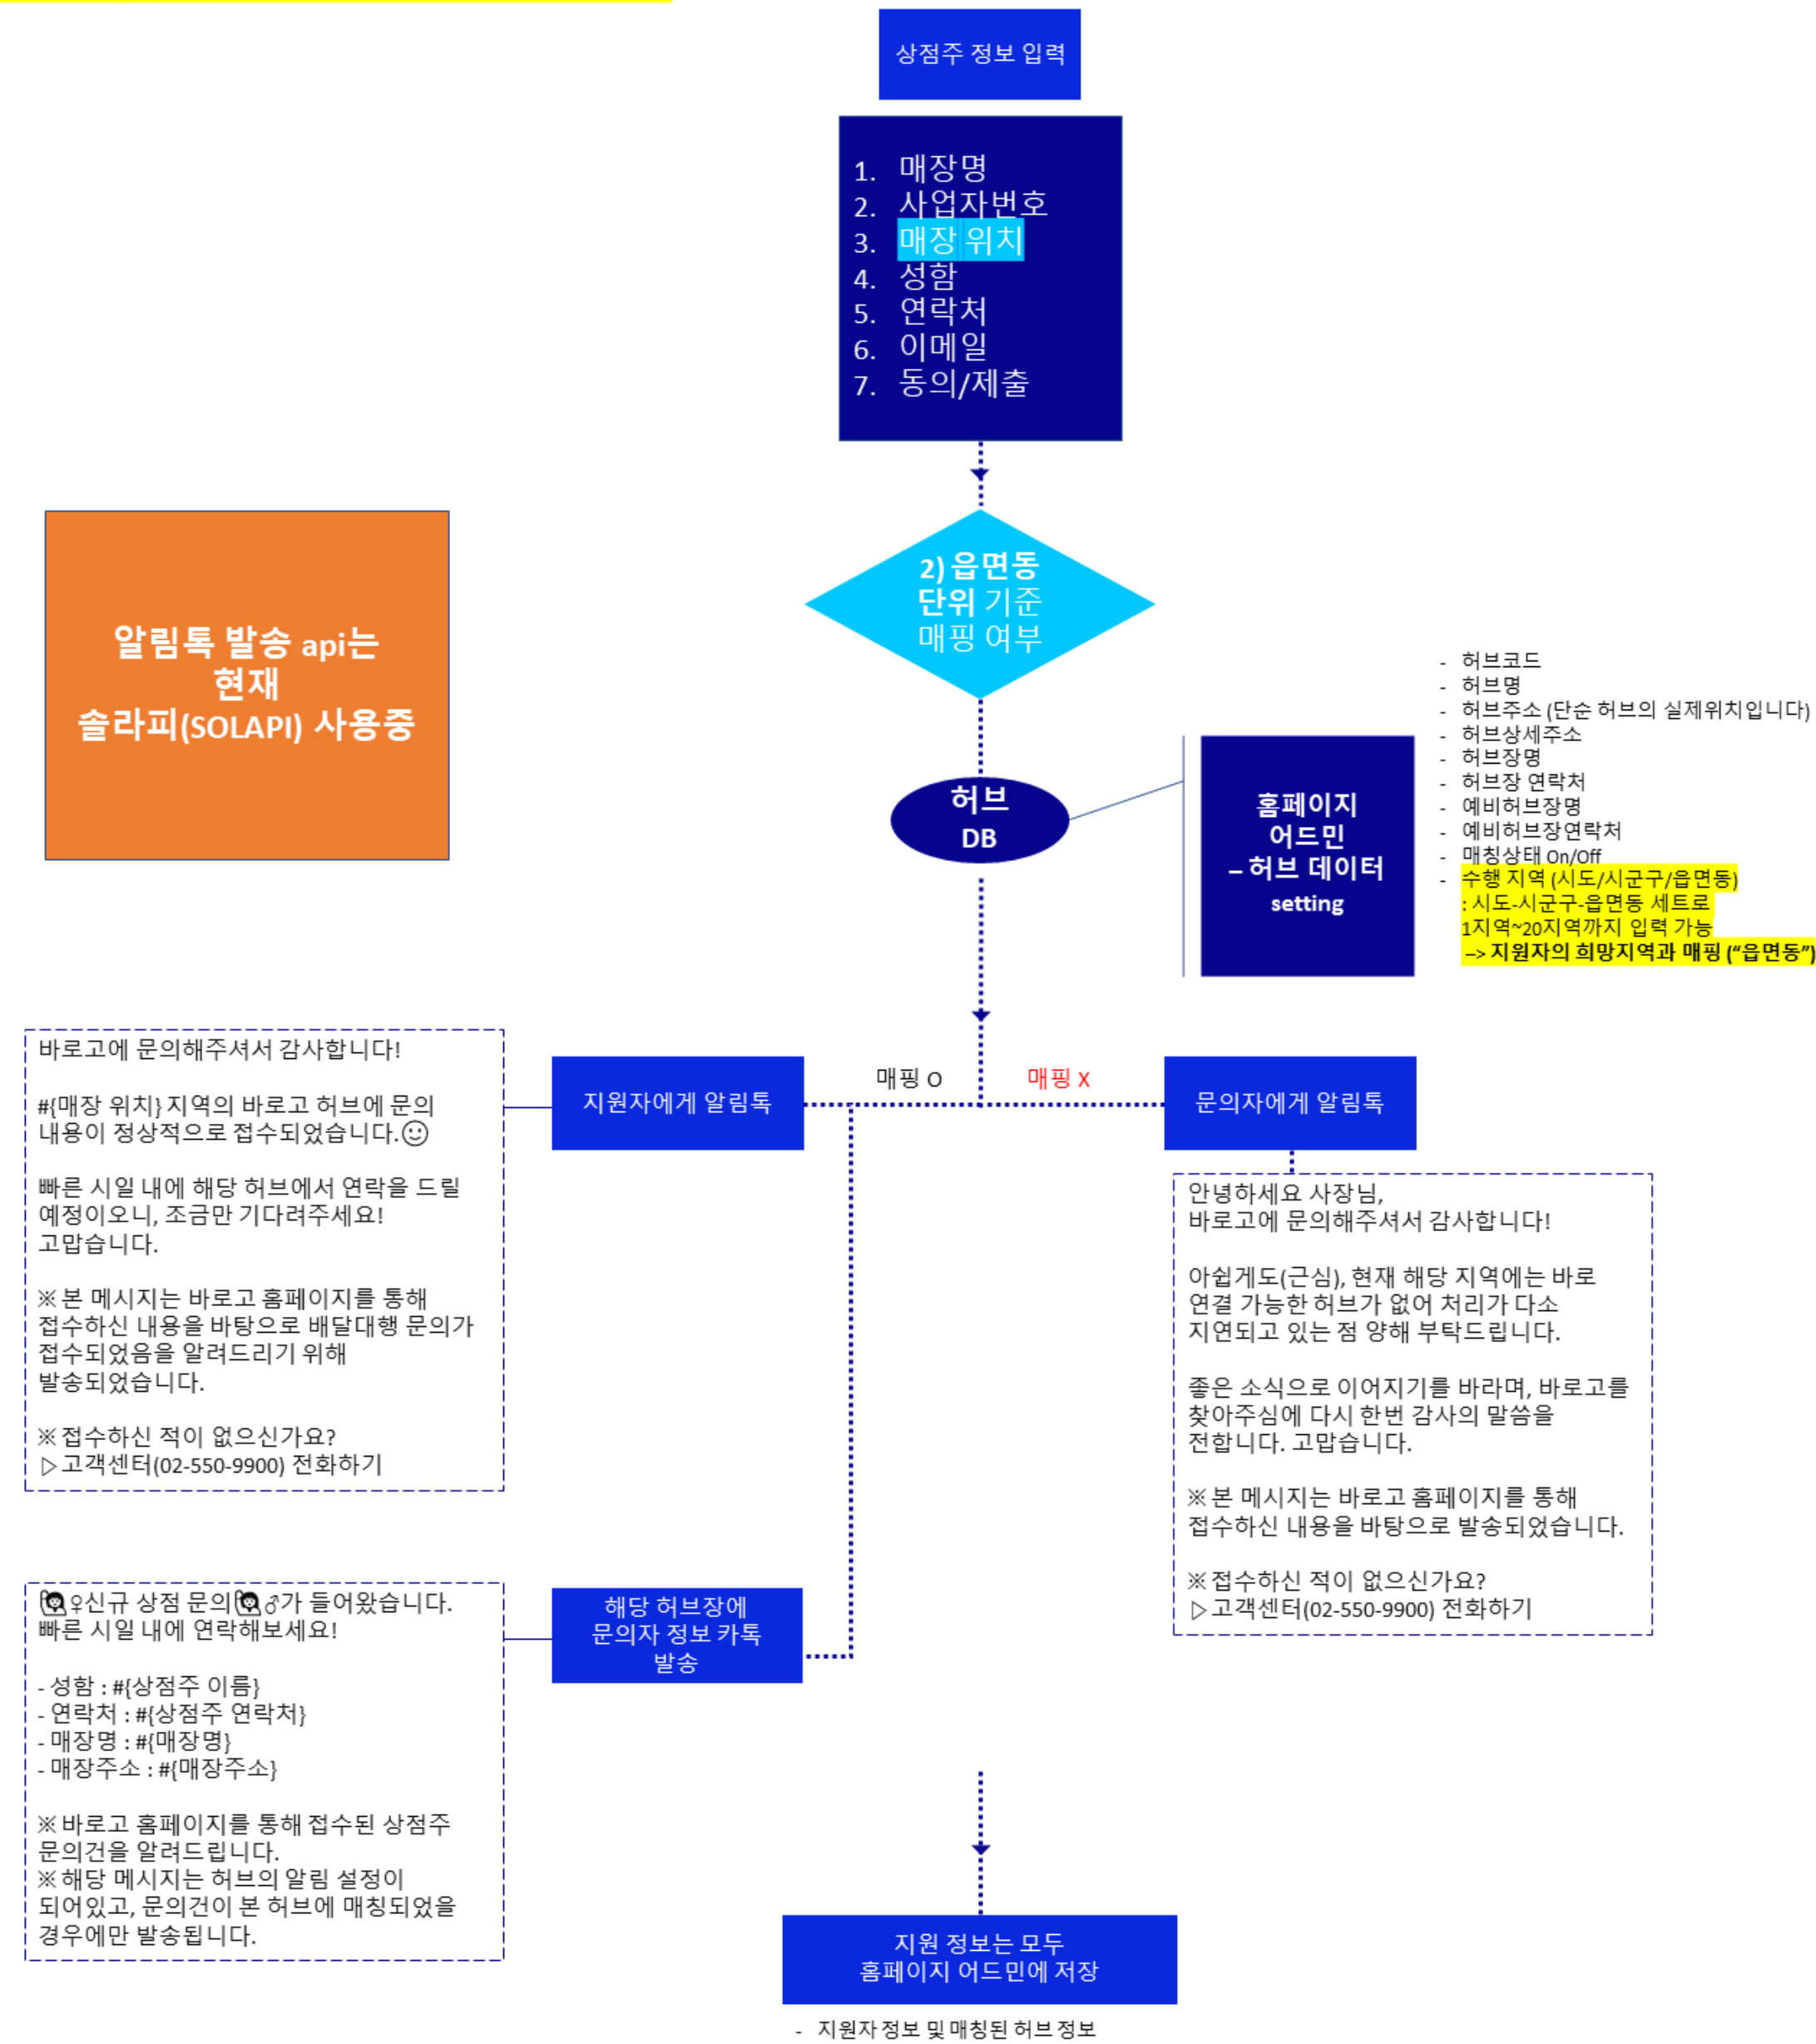 상점주 정보 입력
1. 매장명
2. 사업자번호
3. 매장 위치
4. 성함
5. 연락처
6. 이메일
7. 동의/제출
2) 읍면동
단위 기준
매핑 여부
알림톡 발송 api는
현재
솔라피(SOLAPI) 사용중
허브
DB
홈페이지
어드민
– 허브 데이터
setting
- 허브코드
- 허브명
- 허브주소 (단순 허브의 실제위치입니다)
- 허브상세주소
- 허브장명
- 허브장 연락처
- 예비허브장명
- 예비허브장연락처
- 매칭상태 On/Off
- 수행 지역 (시도/시군구/읍면동)
: 시도-시군구-읍면동 세트로
1지역~20지역까지 입력 가능
–> 지원자의 희망지역과 매핑 (“읍면동”)
매핑 O
매핑 X
지원자에게 알림톡
문의자에게 알림톡
바로고에 문의해주셔서 감사합니다!
#{매장 위치} 지역의 바로고 허브에 문의
내용이 정상적으로 접수되었습니다.☺
빠른 시일 내에 해당 허브에서 연락을 드릴
예정이오니, 조금만 기다려주세요!
고맙습니다.
※ 본 메시지는 바로고 홈페이지를 통해
접수하신 내용을 바탕으로 배달대행 문의가
접수되었음을 알려드리기 위해
발송되었습니다.
※ 접수하신 적이 없으신가요?
▷고객센터(02-550-9900) 전화하기
안녕하세요 사장님,
바로고에 문의해주셔서 감사합니다!
아쉽게도(근심), 현재 해당 지역에는 바로
연결 가능한 허브가 없어 처리가 다소
지연되고 있는 점 양해 부탁드립니다.
좋은 소식으로 이어지기를 바라며, 바로고를
찾아주심에 다시 한번 감사의 말씀을
전합니다. 고맙습니다.
※ 본 메시지는 바로고 홈페이지를 통해
접수하신 내용을 바탕으로 발송되었습니다.
※ 접수하신 적이 없으신가요?
▷고객센터(02-550-9900) 전화하기
해당 허브장에
문의자 정보 카톡
발송
🙋♀신규 상점 문의🙋♂가 들어왔습니다.
빠른 시일 내에 연락해보세요!
- 성함 : #{상점주 이름}
- 연락처 : #{상점주 연락처}
- 매장명 : #{매장명}
- 매장주소 : #{매장주소}
※ 바로고 홈페이지를 통해 접수된 상점주
문의건을 알려드립니다.
※ 해당 메시지는 허브의 알림 설정이
되어있고, 문의건이 본 허브에 매칭되었을
경우에만 발송됩니다.
지원 정보는 모두
홈페이지 어드민에 저장
- 지원자 정보 및 매칭된 허브 정보